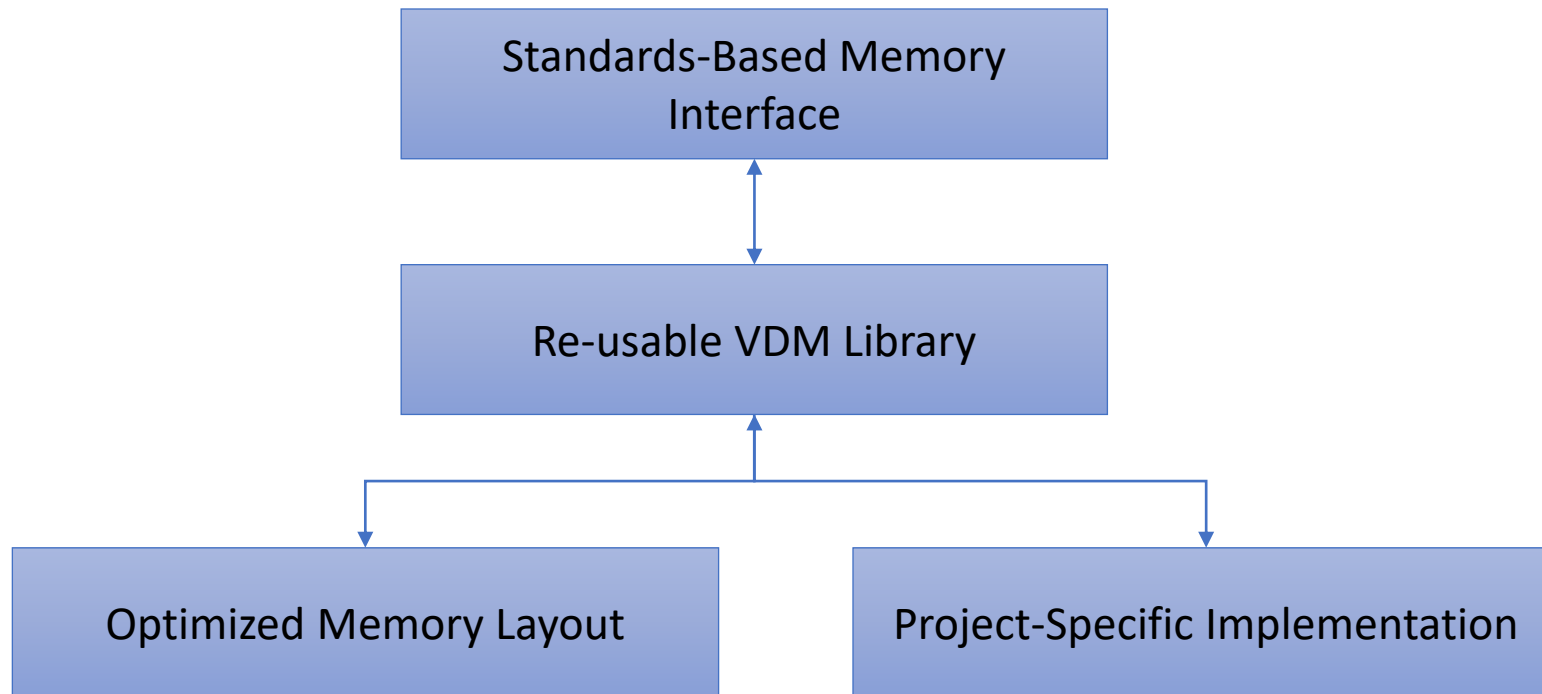 Standards-Based Memory
Interface
Re-usable VDM Library
Optimized Memory Layout
Project-Specific Implementation